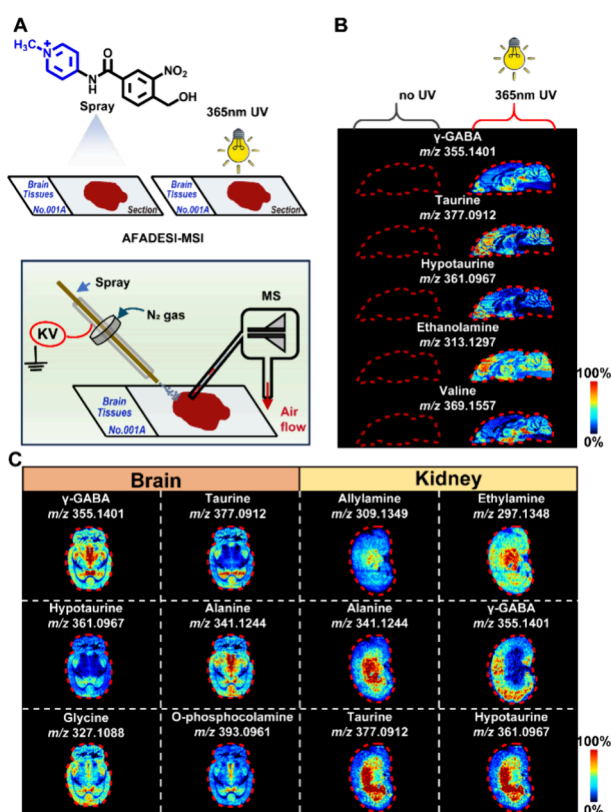 A
H₃C
N
+
O
N
H
NO₂
OH
Spray
365nm UV
Brain
Tissues
No.001A
Section
Brain
Tissues
No.001A
Section
AFADESI-MSI
Spray
N₂ gas
KV
MS
Brain
Tissues
No.001A
Air
flow
B
no UV
365nm UV
γ-GABA
m/z 355.1401
Taurine
m/z 377.0912
Hypotaurine
m/z 361.0967
Ethanolamine
m/z 313.1297
Valine
m/z 369.1557
100%
0%
C
Brain
Kidney
γ-GABA
m/z 355.1401
Taurine
m/z 377.0912
Allylamine
m/z 309.1349
Ethylamine
m/z 297.1348
Hypotaurine
m/z 361.0967
Alanine
m/z 341.1244
Alanine
m/z 341.1244
γ-GABA
m/z 355.1401
Glycine
m/z 327.1088
O-phosphocolamine
m/z 393.0961
Taurine
m/z 377.0912
Hypotaurine
m/z 361.0967
100%
0%